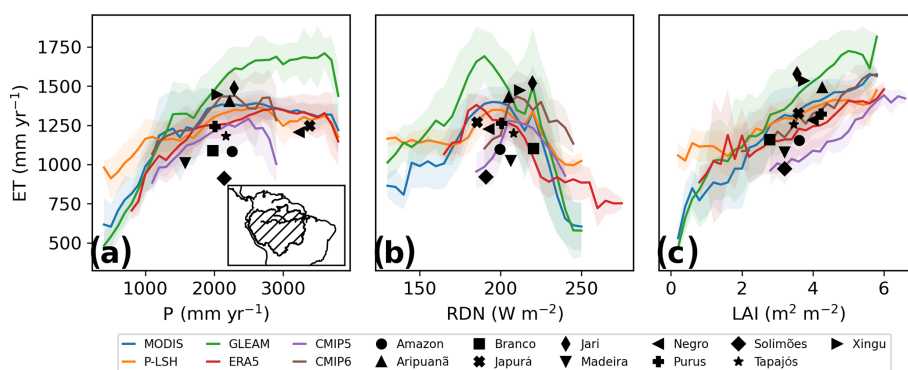 1750
1500
1250
1000
750
500
ET (mm yr⁻¹)
(a)
1000 2000 3000
P (mm yr⁻¹)
(b)
150 200 250
RDN (W m⁻²)
(c)
0 2 4 6
LAI (m² m⁻²)
MODIS GLEAM CMIP5 Amazon Branco Jari Negro Solimões Xingu
P-LSH ERA5 CMIP6 Aripuanã Japurá Madeira Purus Tapajós